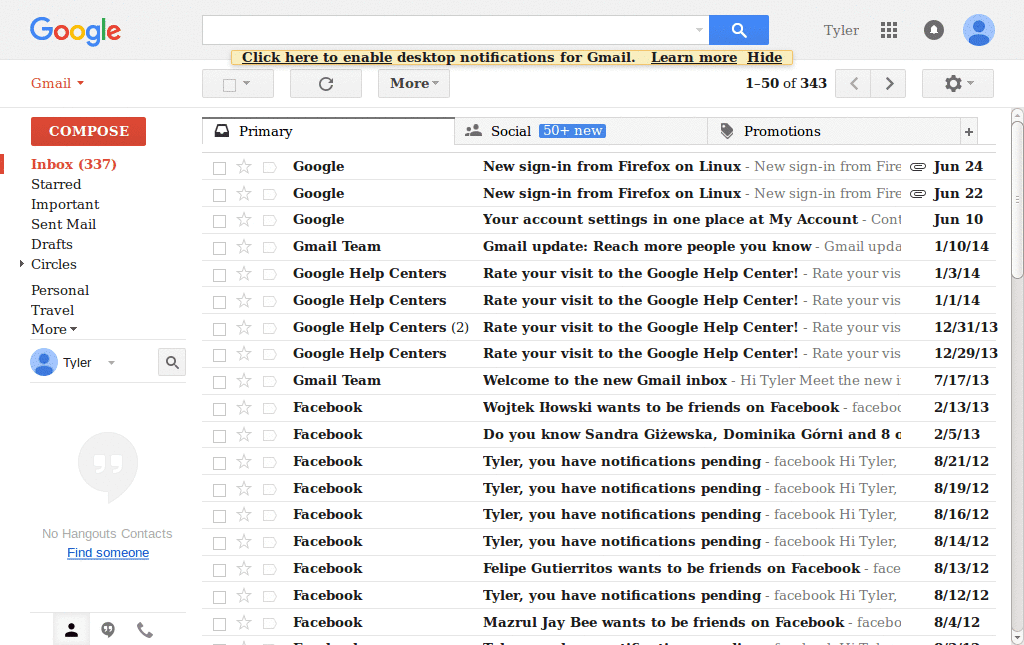 Google Tyler
Click here to enable desktop notifications for Gmail. Learn more Hide
Gmail More 1–50 of 343
COMPOSE
Inbox (337)
Starred
Important
Sent Mail
Drafts
Circles
Personal
Travel
More
Tyler
No Hangouts Contacts
Find someone
Primary Social 50+ new Promotions +
Google New sign-in from Firefox on Linux - New sign-in from Fire Jun 24
Google New sign-in from Firefox on Linux - New sign-in from Fire Jun 22
Google Your account settings in one place at My Account - Cont Jun 10
Gmail Team Gmail update: Reach more people you know - Gmail upda 1/10/14
Google Help Centers Rate your visit to the Google Help Center! - Rate your vis 1/3/14
Google Help Centers Rate your visit to the Google Help Center! - Rate your vis 1/1/14
Google Help Centers (2) Rate your visit to the Google Help Center! - Rate your vis 12/31/13
Google Help Centers Rate your visit to the Google Help Center! - Rate your vis 12/29/13
Gmail Team Welcome to the new Gmail inbox - Hi Tyler Meet the new i 7/17/13
Facebook Wojtek Iłowski wants to be friends on Facebook - faceboo 2/13/13
Facebook Do you know Sandra Giżewska, Dominika Górni and 8 o 2/5/13
Facebook Tyler, you have notifications pending - facebook Hi Tyler, 8/21/12
Facebook Tyler, you have notifications pending - facebook Hi Tyler, 8/19/12
Facebook Tyler, you have notifications pending - facebook Hi Tyler, 8/16/12
Facebook Tyler, you have notifications pending - facebook Hi Tyler, 8/14/12
Facebook Felipe Gutierritos wants to be friends on Facebook - face 8/13/12
Facebook Tyler, you have notifications pending - facebook Hi Tyler, 8/12/12
Facebook Mazrul Jay Bee wants to be friends on Facebook - facebo 8/4/12